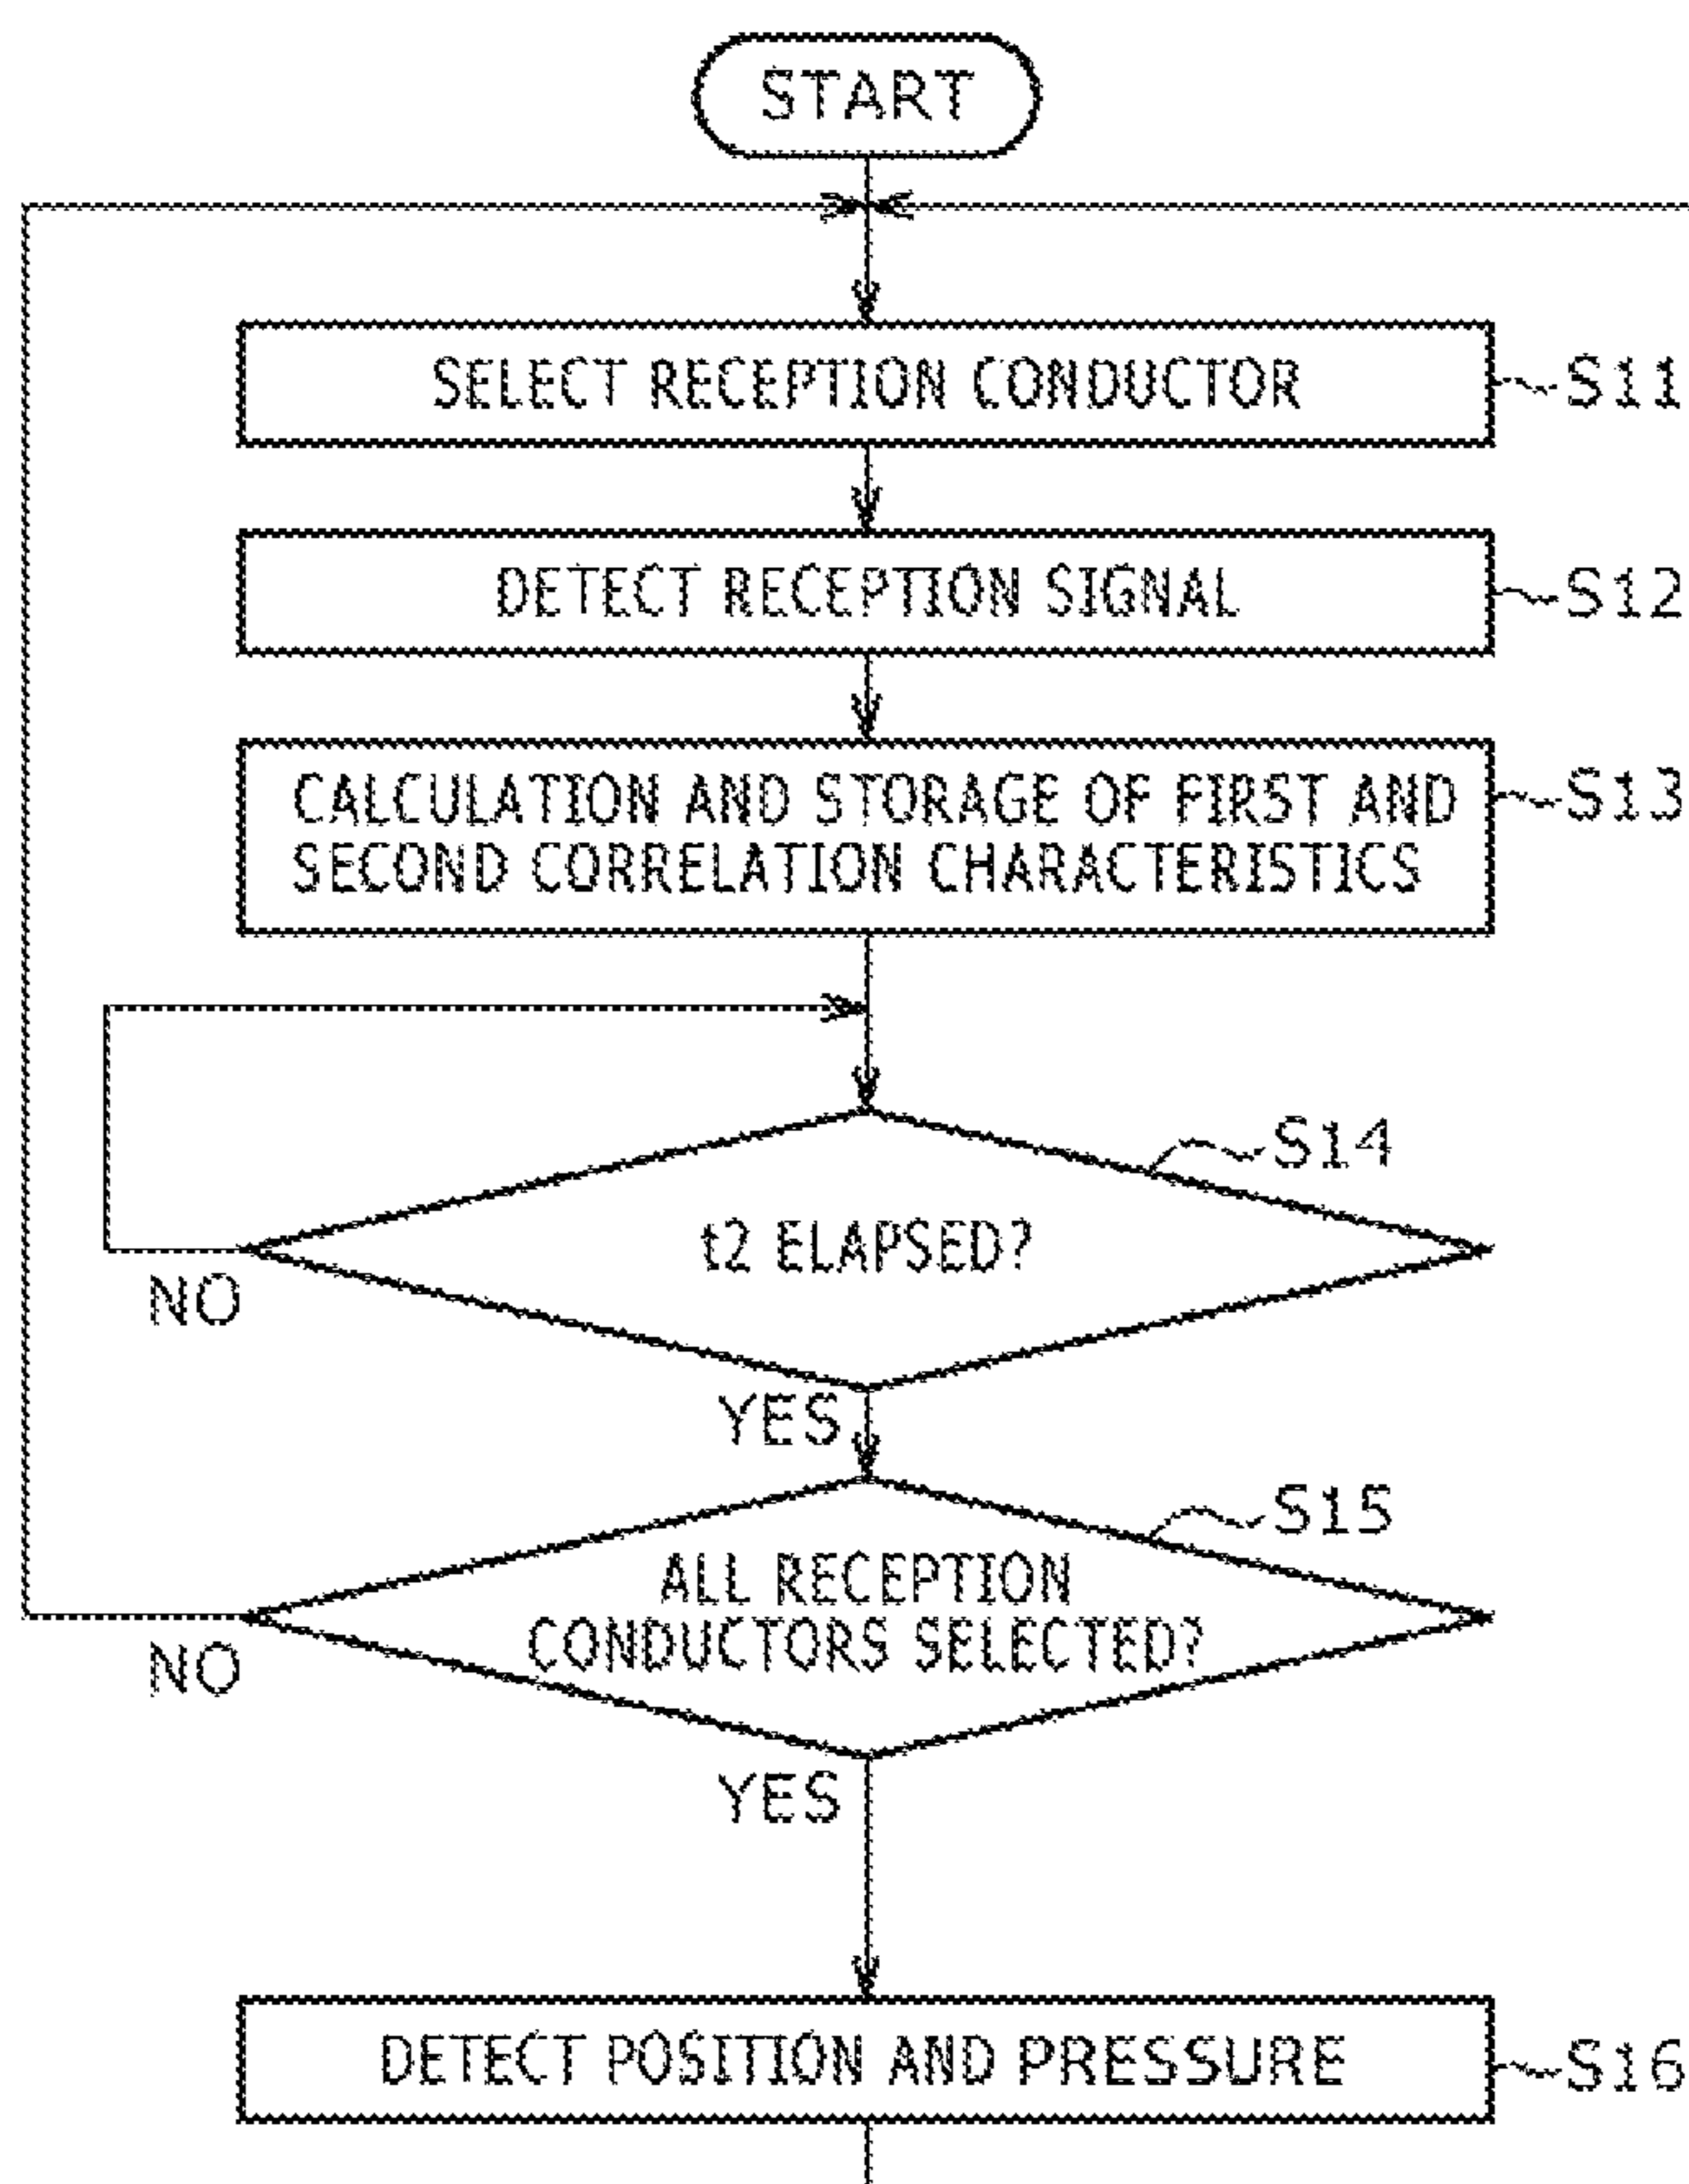 START
SELECT RECEPTION CONDUCTOR
S11
DETECT RECEPTION SIGNAL
S12
CALCULATION AND STORAGE OF FIRST AND
SECOND CORRELATION CHARACTERISTICS
S13
S14
t2 ELAPSED?
NO
YES
S15
ALL RECEPTION
CONDUCTORS SELECTED?
NO
YES
DETECT POSITION AND PRESSURE
S16